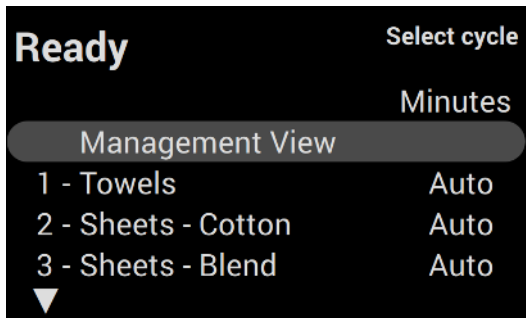 Ready
Select cycle
Minutes
Management View
1 - Towels Auto
2 - Sheets - Cotton Auto
3 - Sheets - Blend Auto